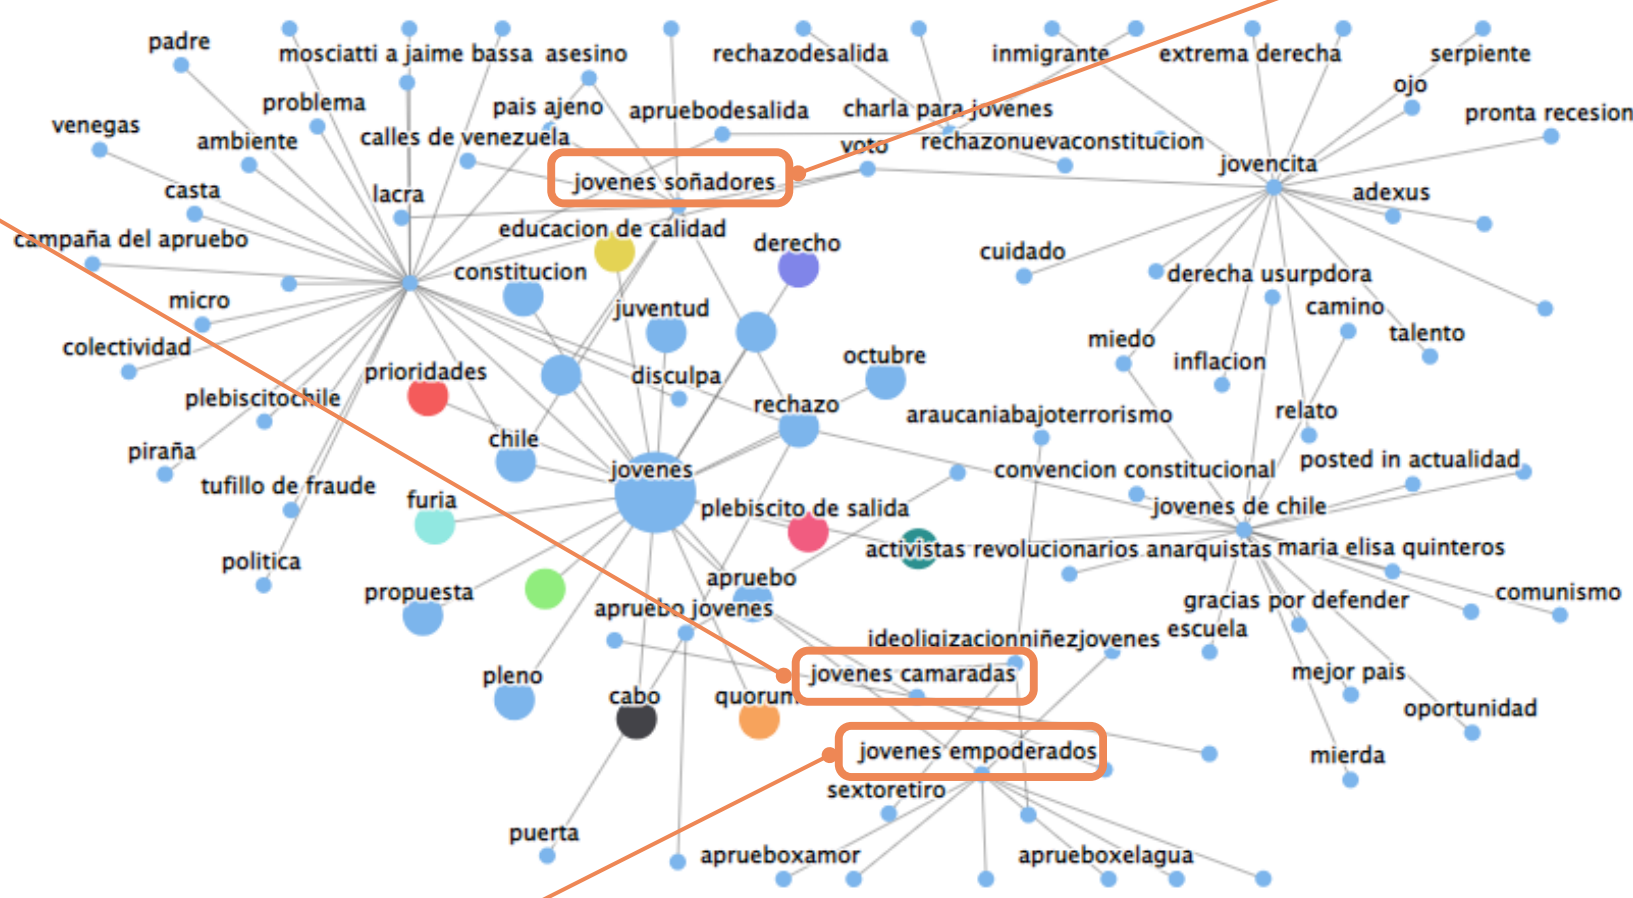 padre
mosciatti a jaime bassa
asesino
rechazodesalida
inmigrante
extrema derecha
serpiente
ojo
problema
pais ajeno
apruebodesalida
charla para jovenes
pronta recesion
venegas
ambiente
calles de venezuela
voto
rechazonuevaconstitucion
jovencita
casta
lacra
jovenes soñadores
adexus
campaña del apruebo
educacion de calidad
derecho
cuidado
constitucion
derecha usurpdora
micro
juventud
camino
colectividad
prioridades
disculpa
octubre
miedo
inflacion
talento
plebiscitochile
rechazo
araucaniabajoterrorismo
relato
piraña
chile
jovenes
convencion constitucional
posted in actualidad
tufillo de fraude
furia
plebiscito de salida
jovenes de chile
politica
activistas revolucionarios anarquistas
maria elisa quinteros
propuesta
apruebo
apruebo jovenes
gracias por defender
comunismo
ideoligizacionniñezjovenes
escuela
pleno
cabo
quorum
jovenes camaradas
mejor pais
oportunidad
jovenes empoderados
mierda
sextoretiro
puerta
aprueboxamor
aprueboxelagua